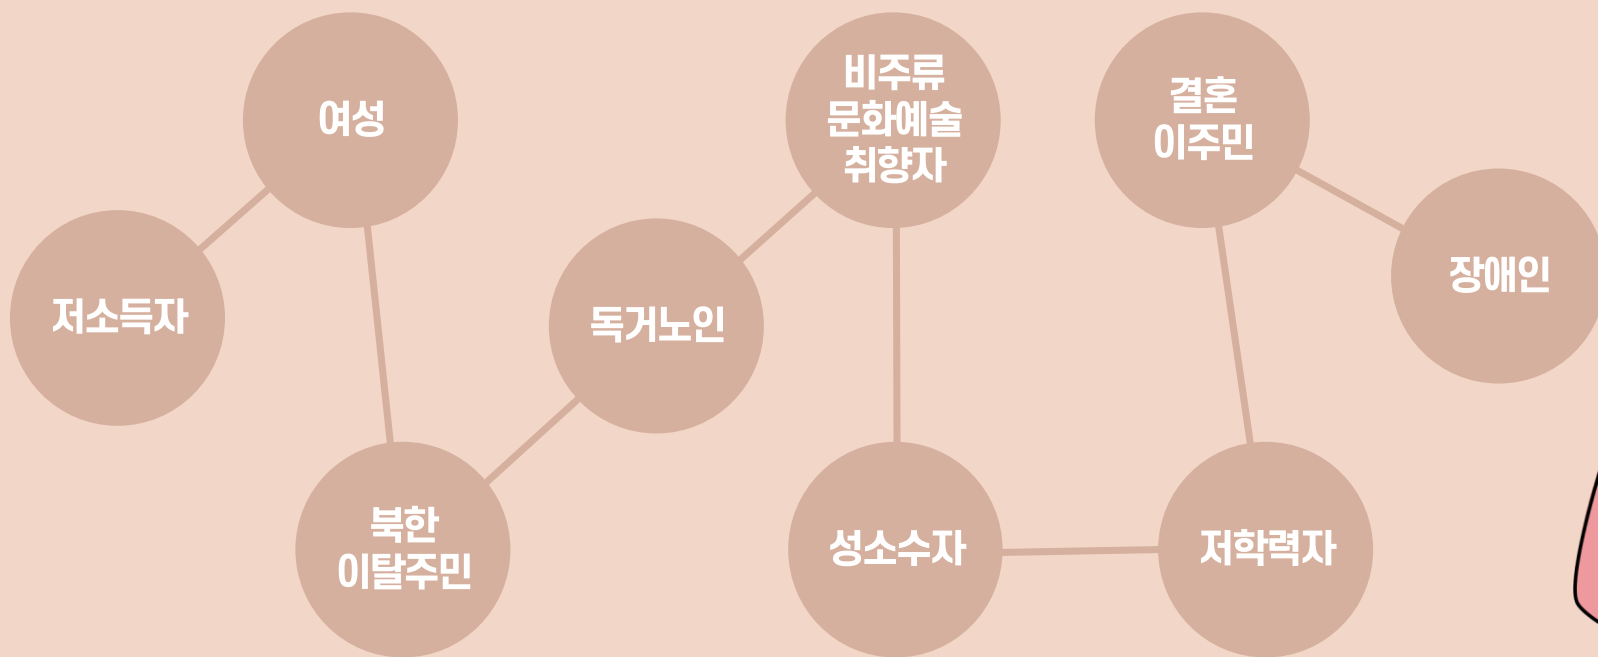 저소득자
여성
북한
이탈주민
독거노인
비주류
문화예술
취향자
성소수자
저학력자
결혼
이주민
장애인